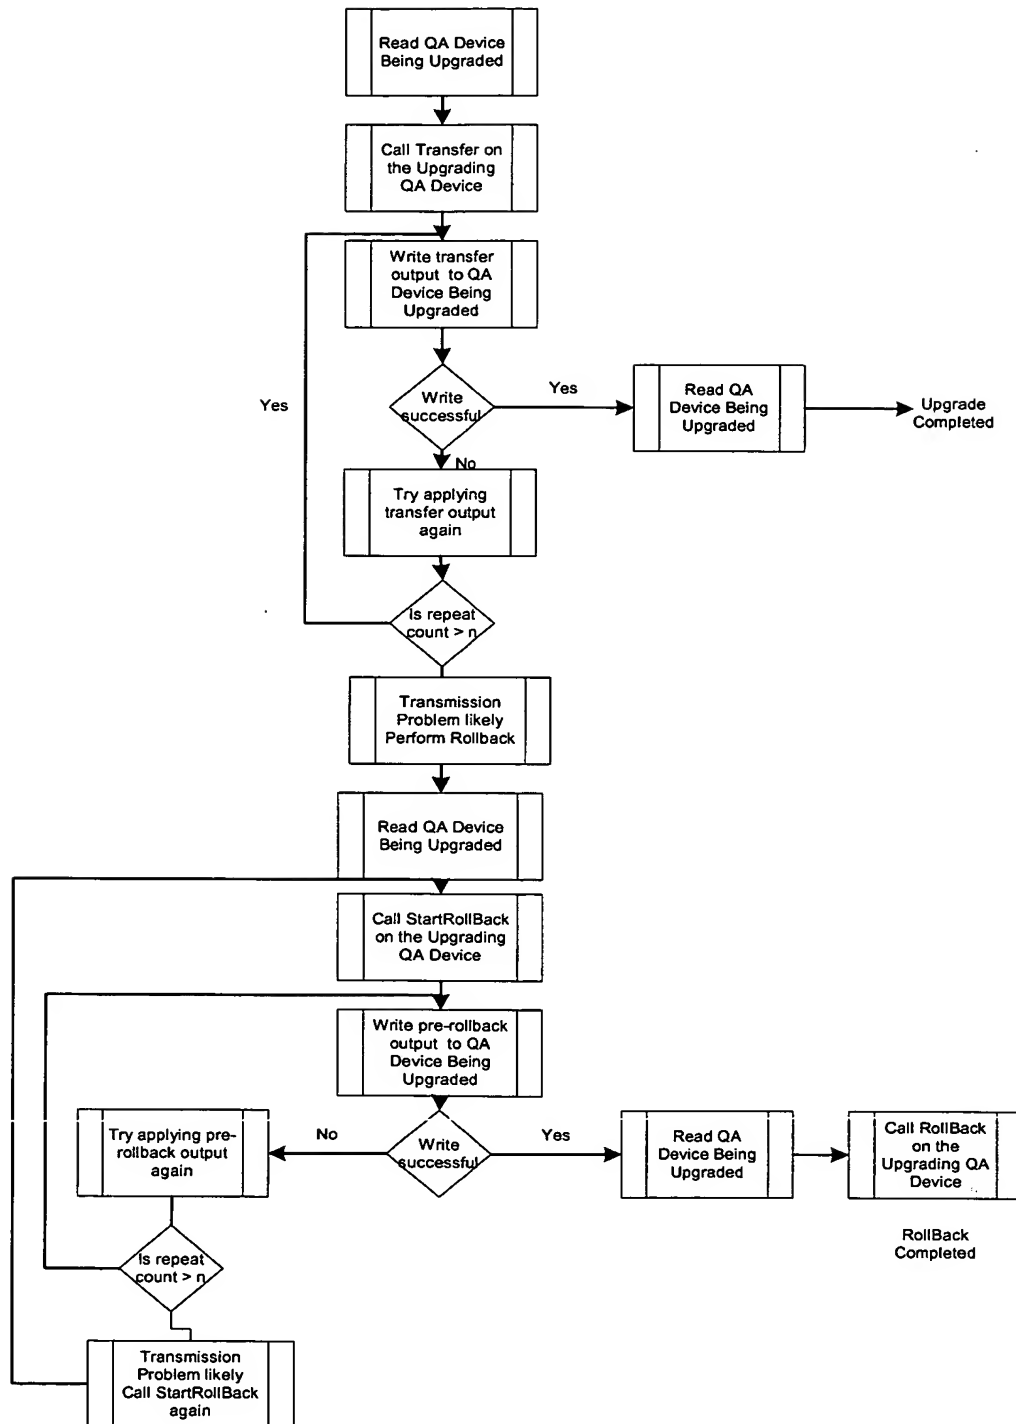 Read QA Device
Being Upgraded
Call Transfer on
the Upgrading
QA Device
Write transfer
output to QA
Device Being
Upgraded
Yes
Write
successful
Yes
Read QA
Device Being
Upgraded
Upgrade
Completed
No
Try applying
transfer output
again
Is repeat
count > n
Transmission
Problem likely
Perform Rollback
Read QA Device
Being Upgraded
Call StartRollBack
on the Upgrading
QA Device
Write pre-rollback
output to QA
Device Being
Upgraded
Try applying pre-
rollback output
again
No
Write
successful
Yes
Read QA
Device Being
Upgraded
Call RollBack
on the
Upgrading QA
Device
RollBack
Completed
Is repeat
count > n
Transmission
Problem likely
Call StartRollBack
again